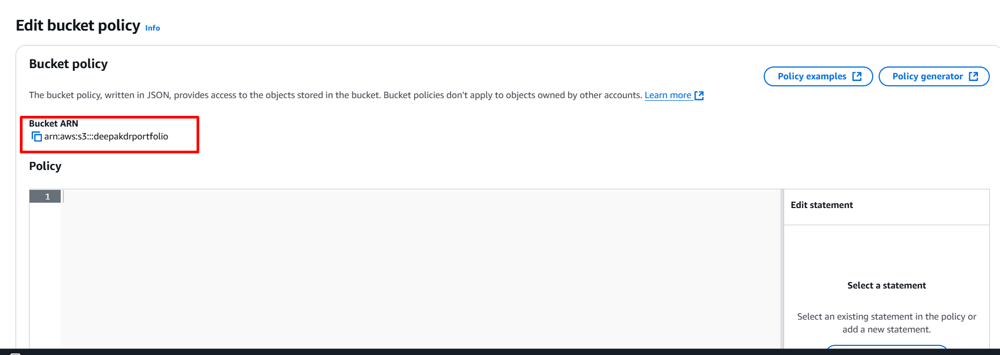 Edit bucket policy Info
Bucket policy
Policy examples
Policy generator
The bucket policy, written in JSON, provides access to the objects stored in the bucket. Bucket policies don't apply to objects owned by other accounts. Learn more
Bucket ARN
arn:aws:s3:::deepakdrportfolio
Policy
1
Edit statement
Select a statement
Select an existing statement in the policy or
add a new statement.